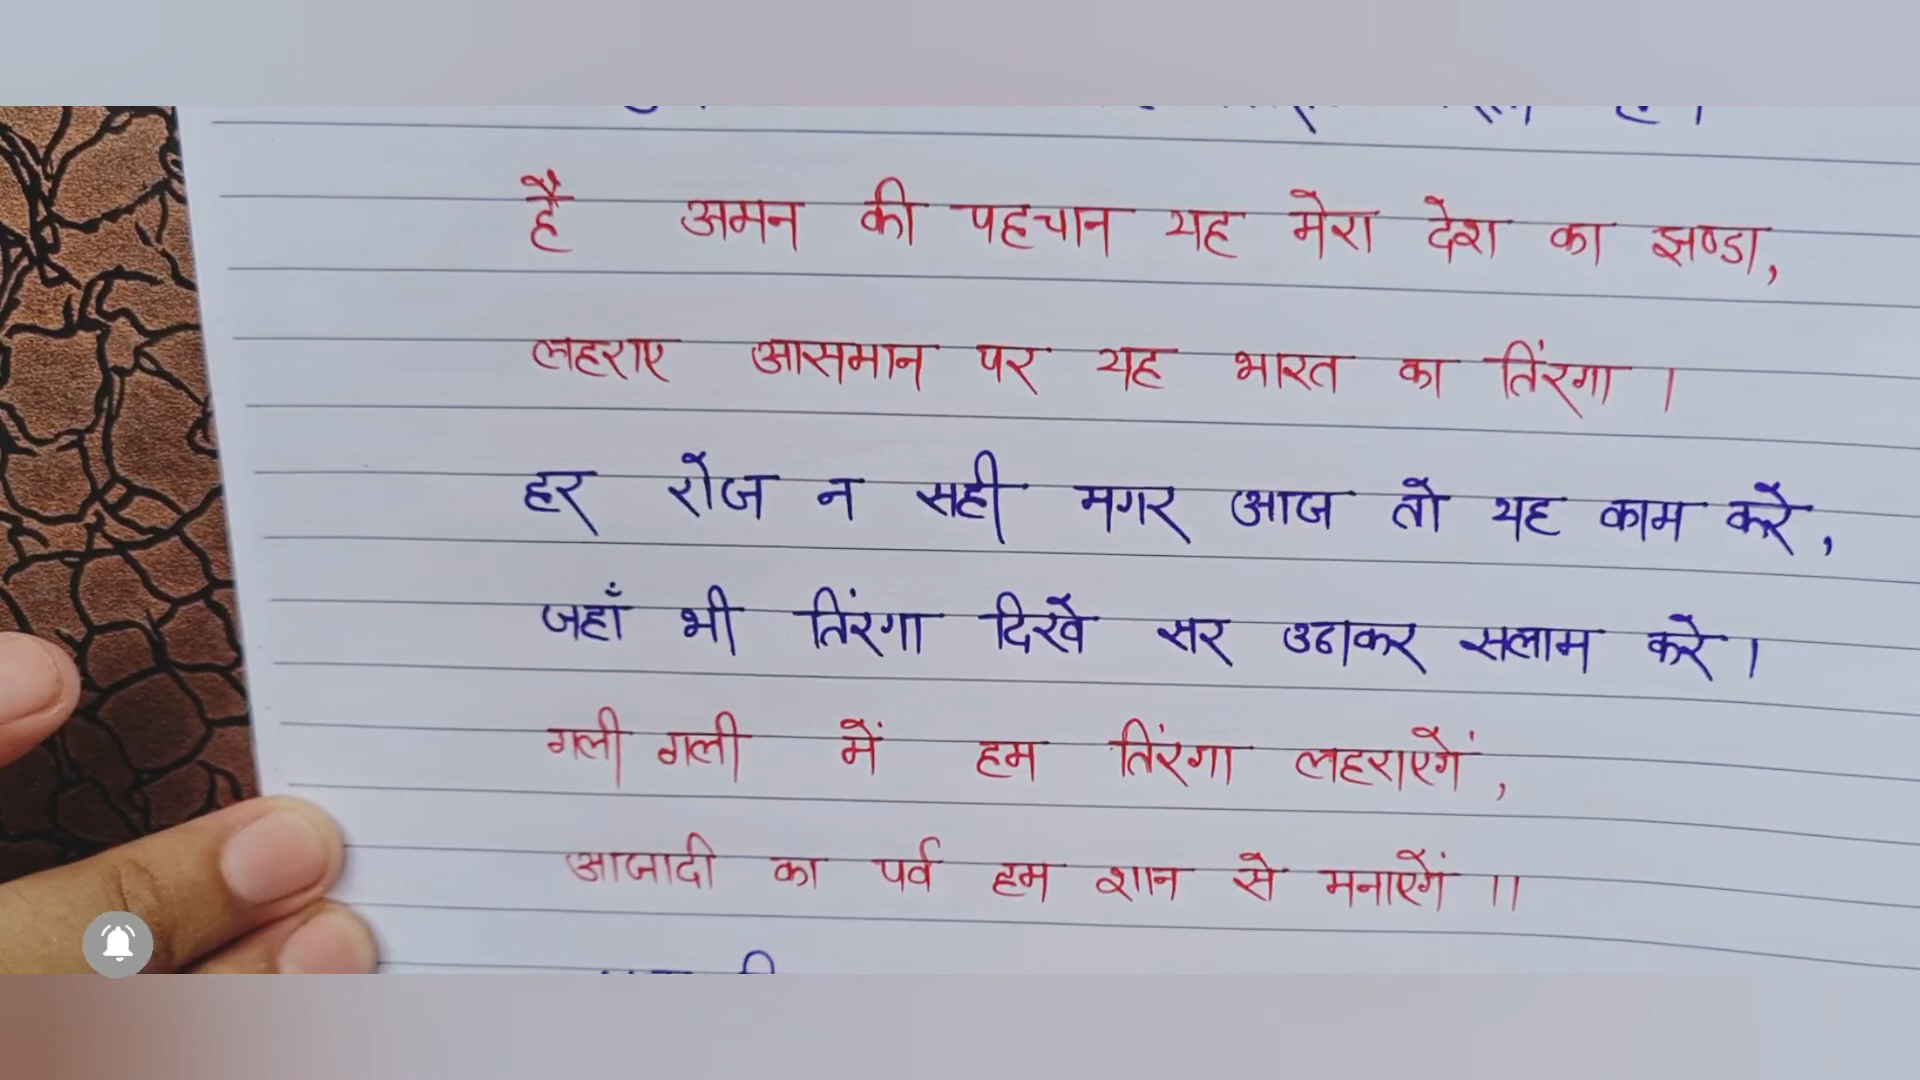 है अमन की पहचान यह मेरा देश का झण्डा,
लहराए आसमान पर यह भारत का तिंरगा ।
हर रोज न सही मगर आज तो यह काम करे,
जहाँ भी तिंरगा दिखे सर उठाकर सलाम करे ।
गली गली में हम तिंरगा लहराएगें,
आजादी का पर्व हम शान से मनाएगें ।।